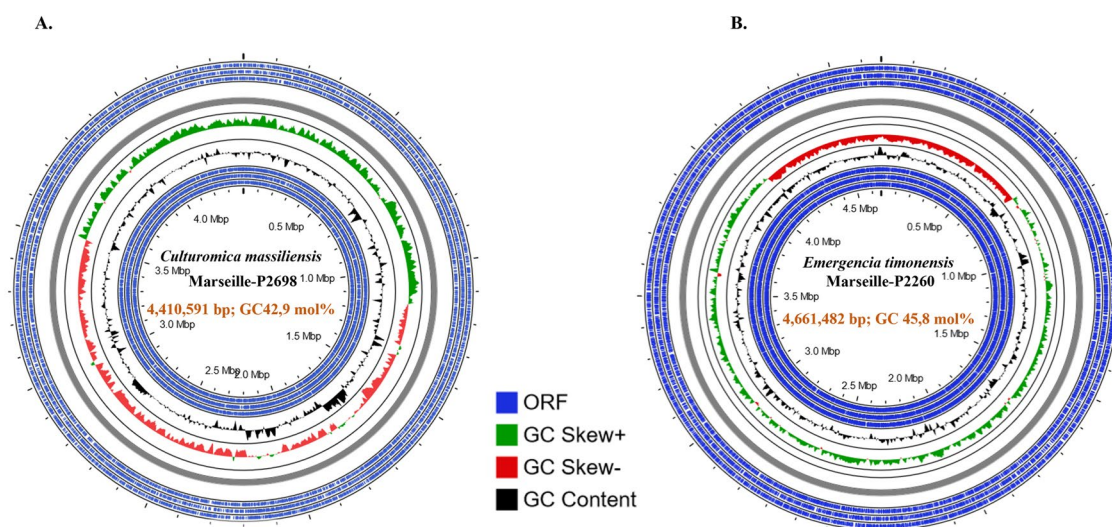 A.
4.0 Mbp
0.5 Mbp
Culturomica massiliensis
3.5 Mbp
Marseille-P2698
1.0 Mbp
4,410,591 bp; GC42,9 mol%
3.0 Mbp
1.5 Mbp
2.5 Mbp
2.0 Mbp
ORF
GC Skew+
GC Skew-
GC Content
B.
4.5 Mbp
0.5 Mbp
4.0 Mbp
Emergencia timonensis
1.0 Mbp
Marseille-P2260
3.5 Mbp
4,661,482 bp; GC 45,8 mol%
1.5 Mbp
3.0 Mbp
2.5 Mbp
2.0 Mbp